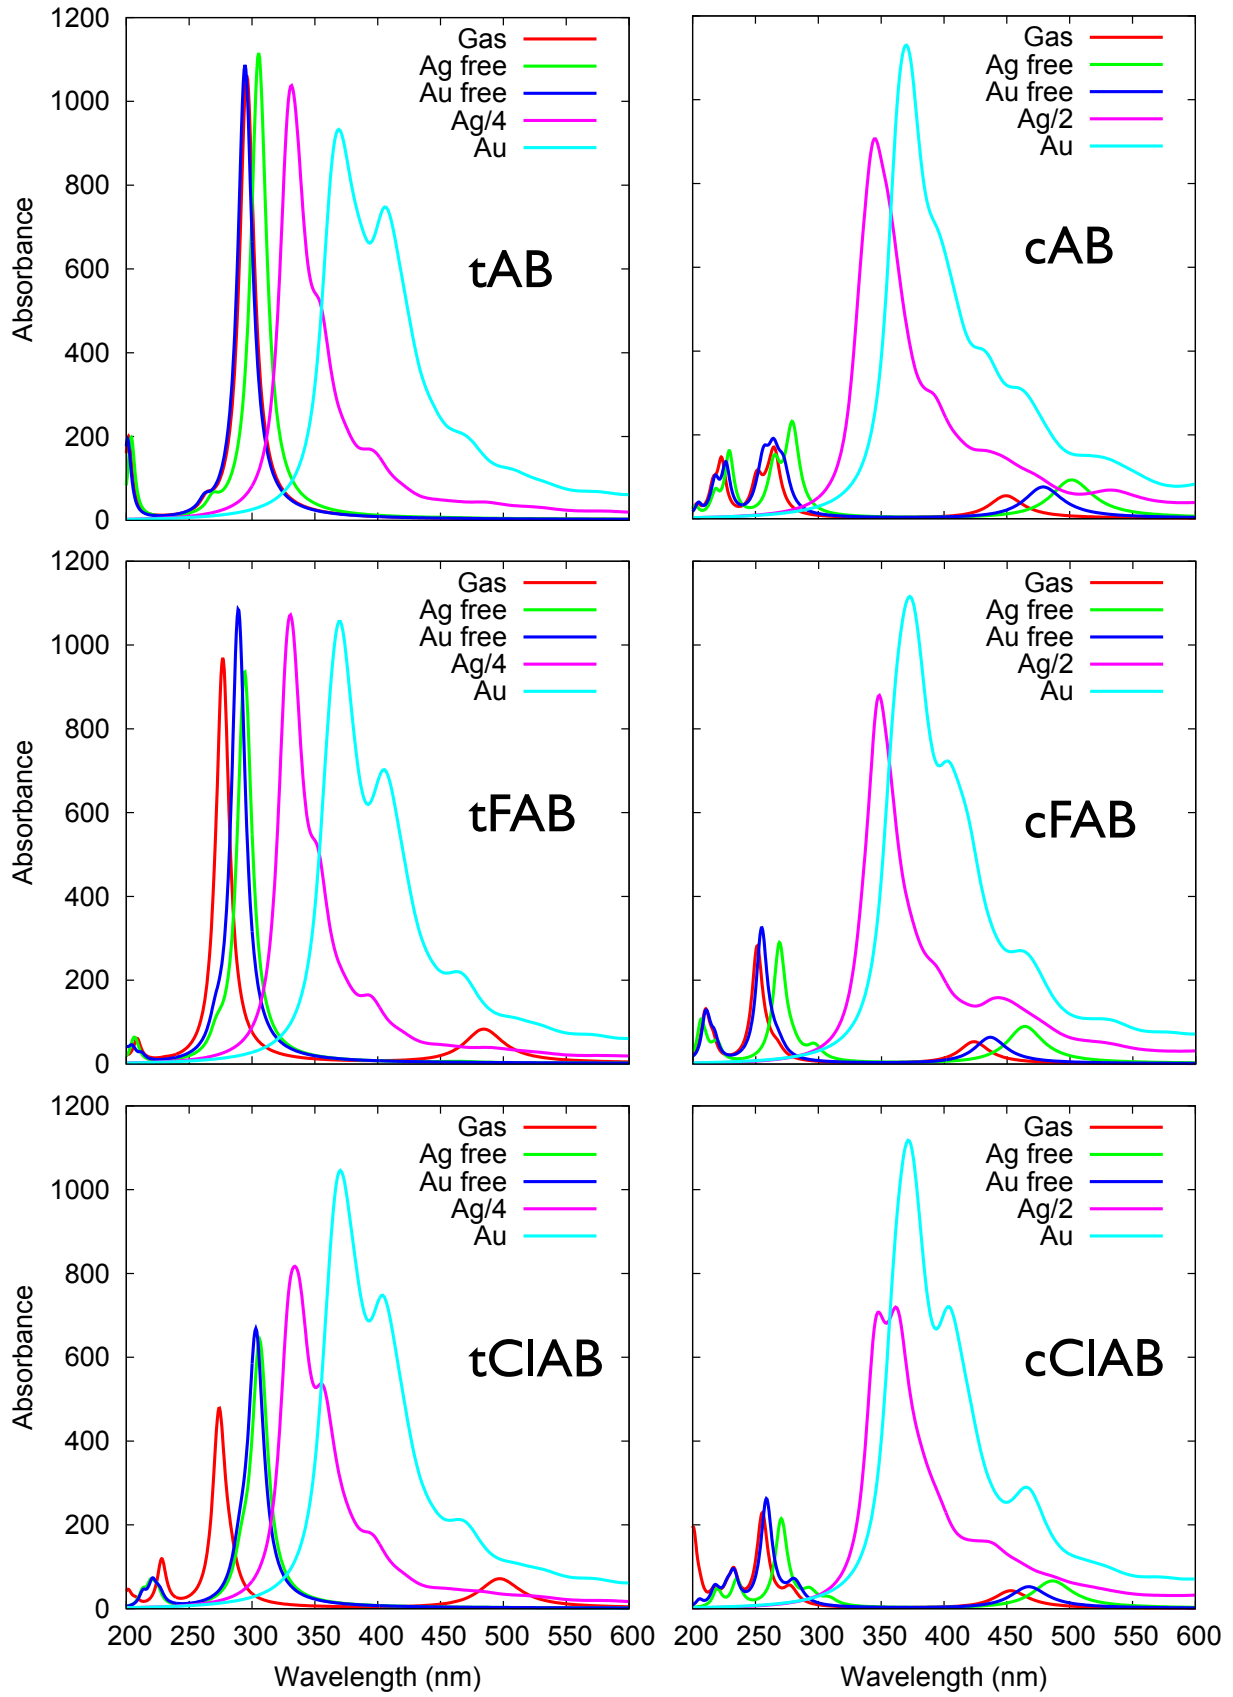 1200
1000
800
600
400
200
0
Absorbance
Gas
Ag free
Au free
Ag/4
Au
tAB
Gas
Ag free
Au free
Ag/2
Au
cAB
1200
1000
800
600
400
200
0
Absorbance
Gas
Ag free
Au free
Ag/4
Au
tFAB
Gas
Ag free
Au free
Ag/2
Au
cFAB
1200
1000
800
600
400
200
0
Absorbance
Gas
Ag free
Au free
Ag/4
Au
tClAB
200 250 300 350 400 450 500 550 600
Wavelength (nm)
Gas
Ag free
Au free
Ag/2
Au
cClAB
200 250 300 350 400 450 500 550 600
Wavelength (nm)